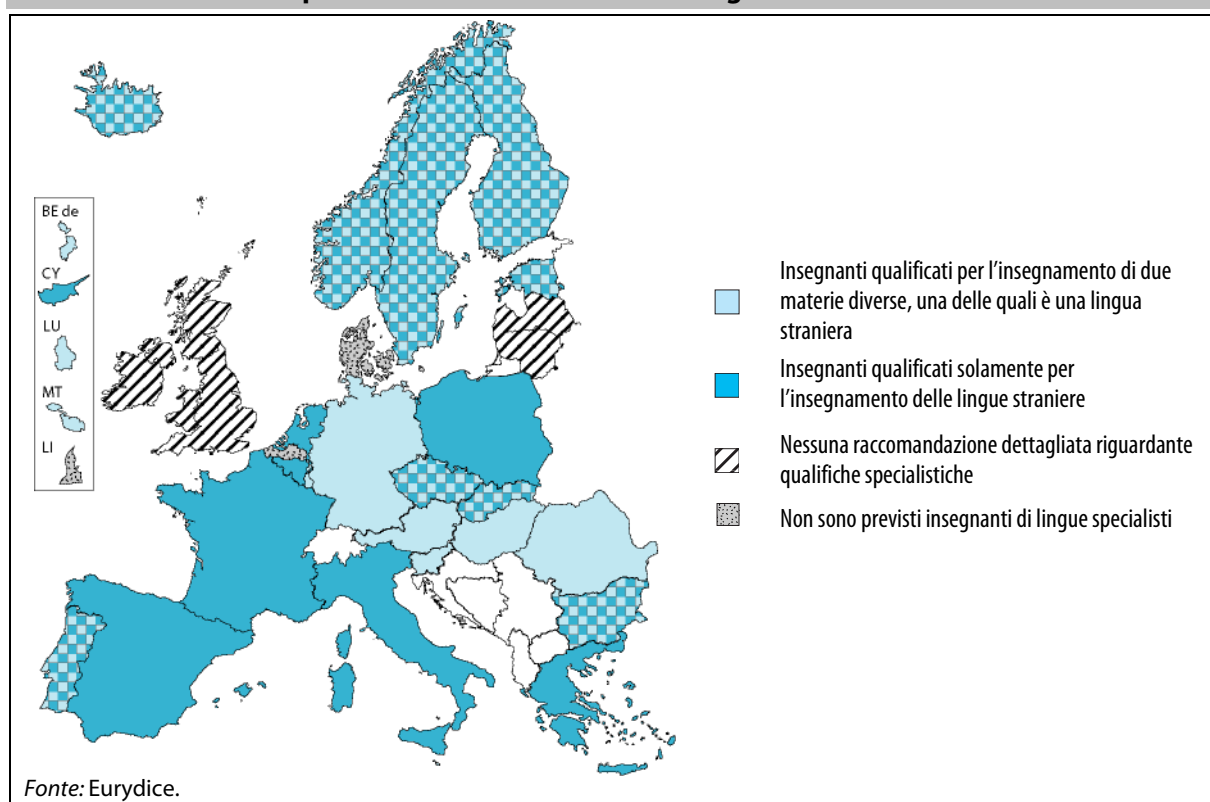 BE de
CY
LU
MT
LI
Insegnanti qualificati per l'insegnamento di due
materie diverse, una delle quali è una lingua
straniera
Insegnanti qualificati solamente per
l'insegnamento delle lingue straniere
Nessuna raccomandazione dettagliata riguardante
qualifiche specialistiche
Non sono previsti insegnanti di lingue specialisti
Fonte: Eurydice.